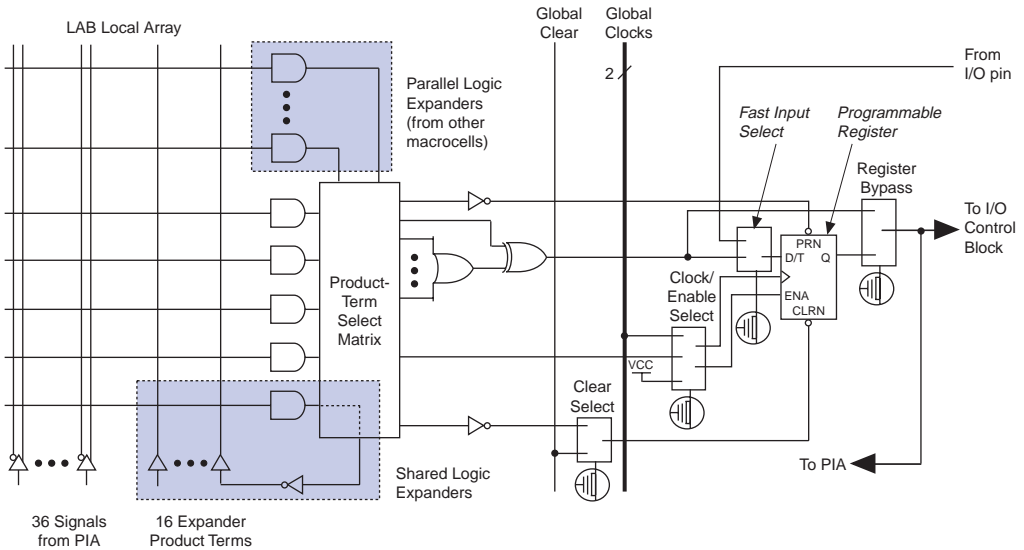 LAB Local Array
Global
Clear
Global
Clocks
2
From
I/O pin
Parallel Logic
Expanders
(from other
macrocells)
Fast Input
Select
Programmable
Register
Register
Bypass
To I/O
Control
Block
PRN
D/T Q
ENA
CLRN
Clock/
Enable
Select
Product-
Term
Select
Matrix
VCC
Clear
Select
To PIA
Shared Logic
Expanders
36 Signals
from PIA
16 Expander
Product Terms